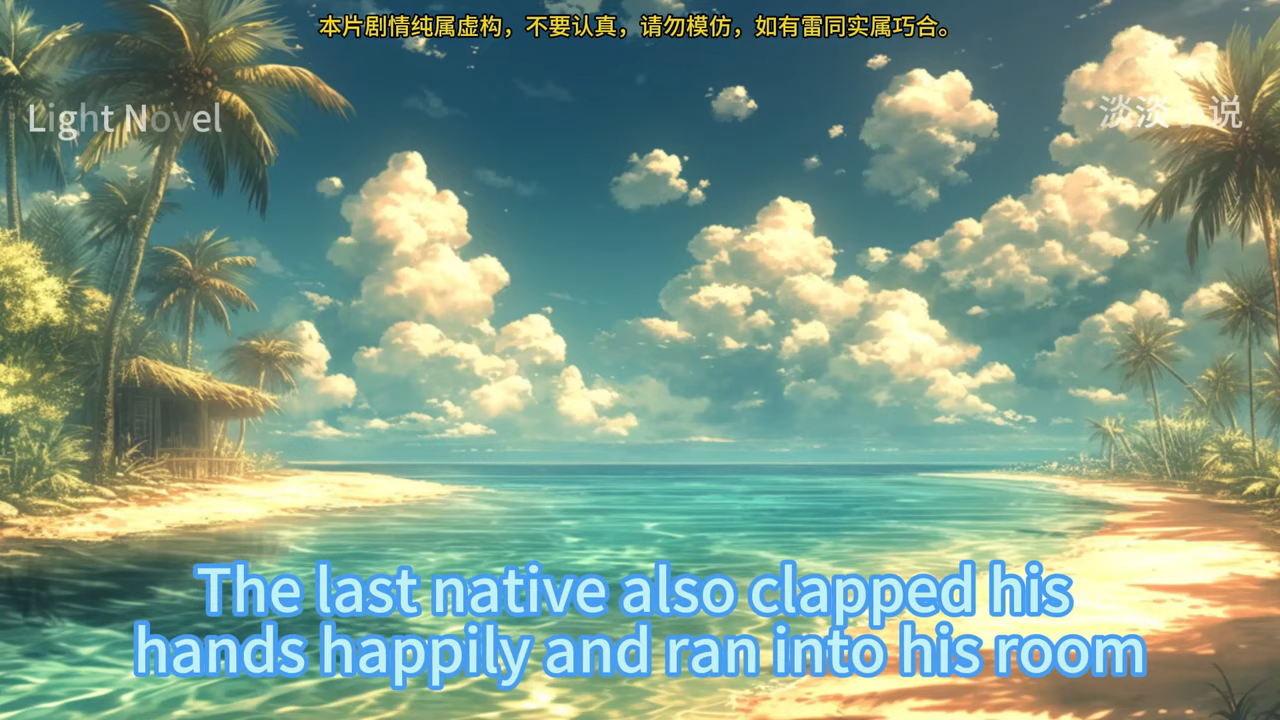 本片剧情纯属虚构，不要认真，请勿模仿，如有雷同实属巧合。
Light Novel
淡淡小说
The last native also clapped his
hands happily and ran into his room